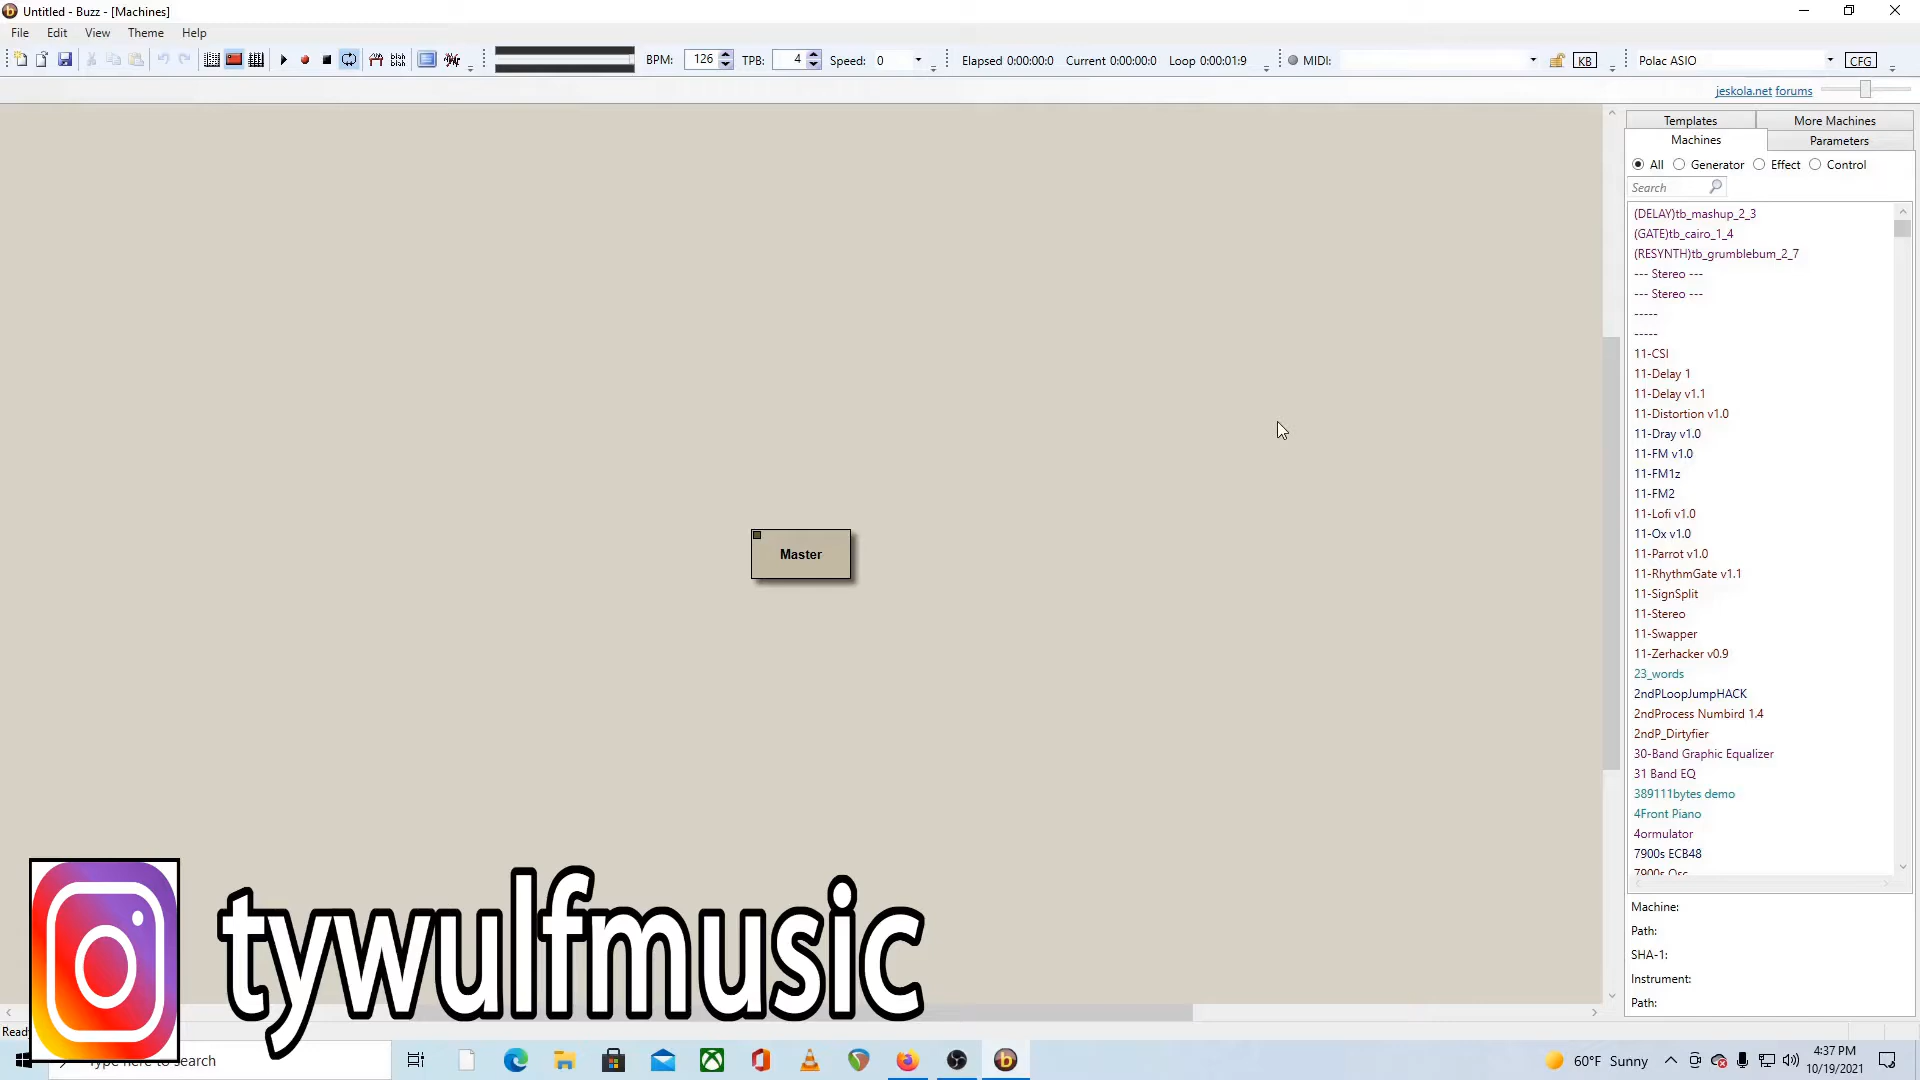 Untitled - Buzz - [Machines]
File Edit View Theme Help
BPM: 126 TPB: 4 Speed: 0 Elapsed 0:00:00:0 Current 0:00:00:0 Loop 0:00:01:9 MIDI: KB Polac ASIO CFG
jeskola.net forums
Templates More Machines
Machines Parameters
All Generator Effect Control
Search
(DELAY)tb_mashup_2_3
(GATE)tb_cairo_1_4
(RESYNTH)tb_grumblebum_2_7
--- Stereo ---
--- Stereo ---
-----
-----
11-CSI
11-Delay 1
11-Delay v1.1
11-Distortion v1.0
11-Dray v1.0
11-FM v1.0
11-FM1z
11-FM2
11-Lofi v1.0
11-Ox v1.0
11-Parrot v1.0
11-RhythmGate v1.1
11-SignSplit
11-Stereo
11-Swapper
11-Zerhacker v0.9
23_words
2ndPLoopJumpHACK
2ndProcess Numbird 1.4
2ndP_Dirtyfier
30-Band Graphic Equalizer
31 Band EQ
389111bytes demo
4Front Piano
4ormulator
7900s ECB48
7900s Osc
Machine:
Path:
SHA-1:
Instrument:
Path:
Master
tywulfmusic
Type here to search
60°F Sunny
4:37 PM
10/19/2021